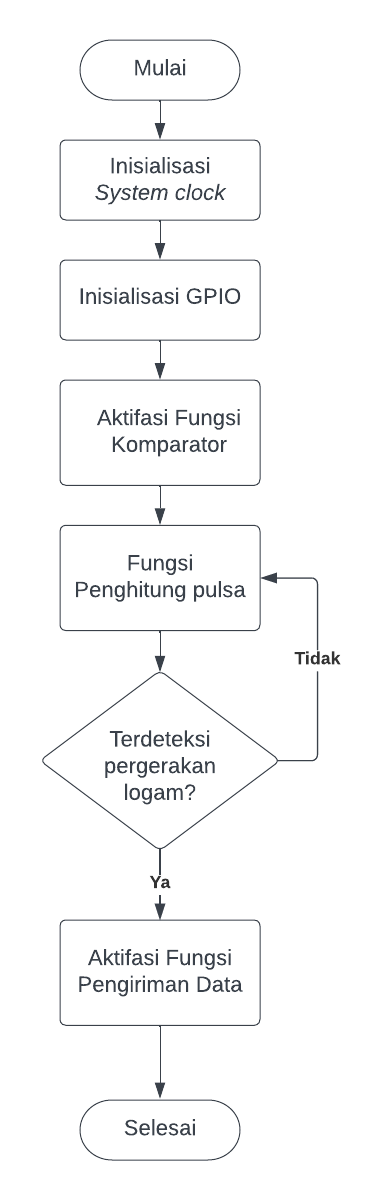 Mulai
Inisialisasi
System clock
Inisialisasi GPIO
Aktifasi Fungsi
Komparator
Fungsi
Penghitung pulsa
Tidak
Terdeteksi
pergerakan
logam?
Ya
Aktifasi Fungsi
Pengiriman Data
Selesai